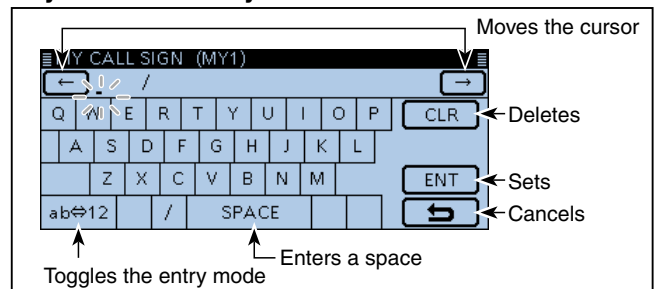 Moves the cursor
MY CALL SIGN (MY1)
← /  →
Q W E R T Y U I O P CLR
Deletes
A S D F G H J K L
Z X C V B N M ENT
Sets
ab⇔12 / SPACE ⮌
Cancels
Enters a space
Toggles the entry mode